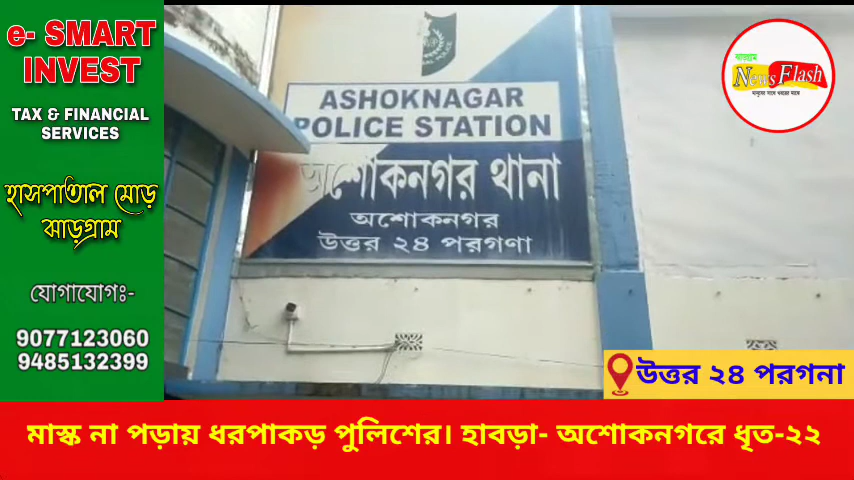 e- SMART
INVEST
TAX & FINANCIAL
SERVICES
হাসপাতাল মোড়
ঝাড়গ্রাম
যোগাযোগঃ-
9077123060
9485132399
ASHOKNAGAR
POLICE STATION
অশোকনগর থানা
অশোকনগর
উত্তর ২৪ পরগণা
ঝাড়গ্রাম
News Flash
উত্তর ২৪ পরগনা
মাস্ক না পড়ায় ধরপাকড় পুলিশের। হাবড়া- অশোকনগরে ধৃত-২২